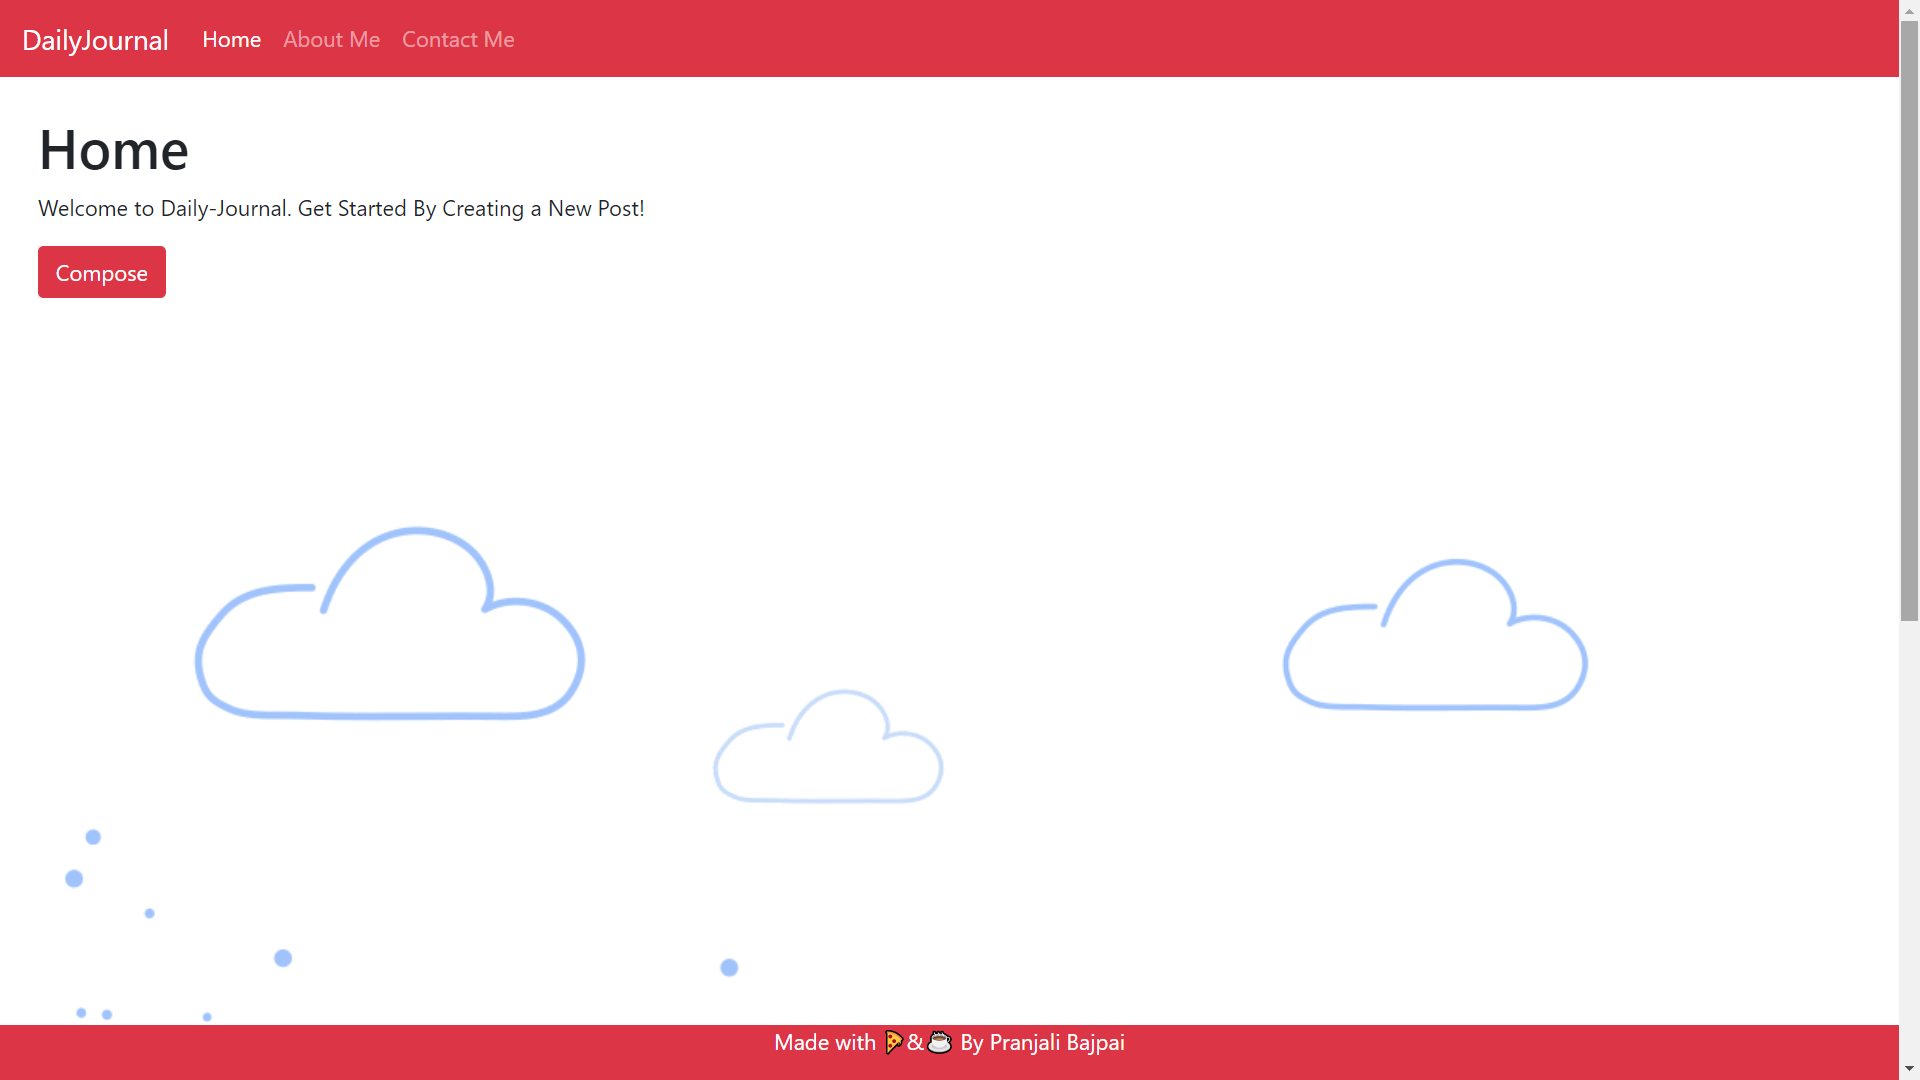 DailyJournal Home About Me Contact Me
Home
Welcome to Daily-Journal. Get Started By Creating a New Post!
Compose
Made with 🍕&☕ By Pranjali Bajpai